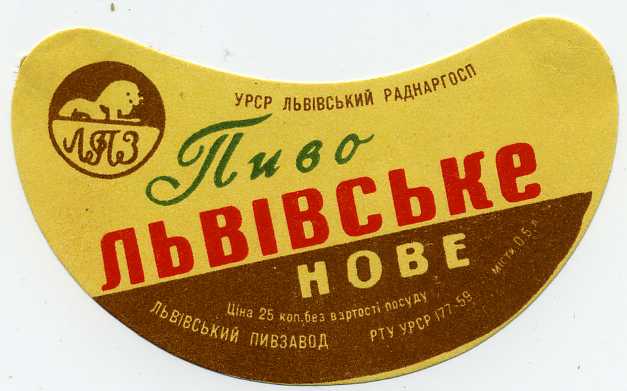 УРСР ЛЬВІВСЬКИЙ РАДНАРГОСП
ЛПЗ
Пиво
ЛЬВІВСЬКЕ
НОВЕ
місти. 0,5 л
Ціна 25 коп. без вартості посуду
ЛЬВІВСЬКИЙ ПИВЗАВОД
РТУ УРСР 177-59